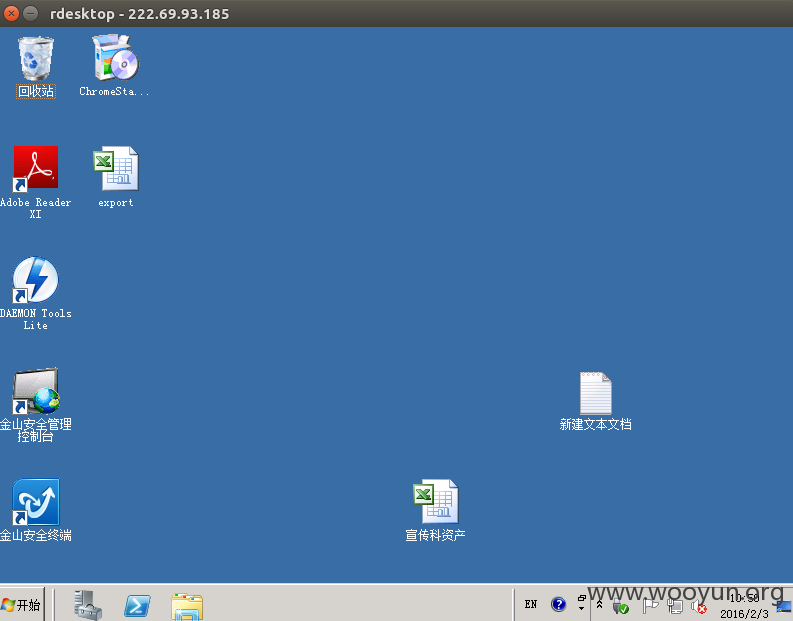 rdesktop - 222.69.93.185
回收站
ChromeSta...
Adobe Reader
XI
export
DAEMON Tools
Lite
金山安全管理
控制台
新建文本文档
金山安全终端
宣传科资产
开始
EN
www.wooyun.org
10:50
2016/2/3